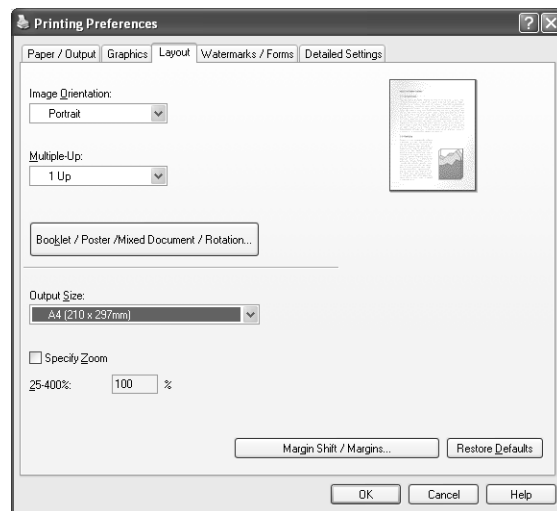 Printing Preferences
Paper / Output Graphics Layout Watermarks / Forms Detailed Settings
Image Orientation:
Portrait
Multiple-Up:
1 Up
Booklet / Poster /Mixed Document / Rotation...
Output Size:
A4 (210 x 297mm)
Specify Zoom
25-400%: 100 %
Margin Shift / Margins... Restore Defaults
OK Cancel Help